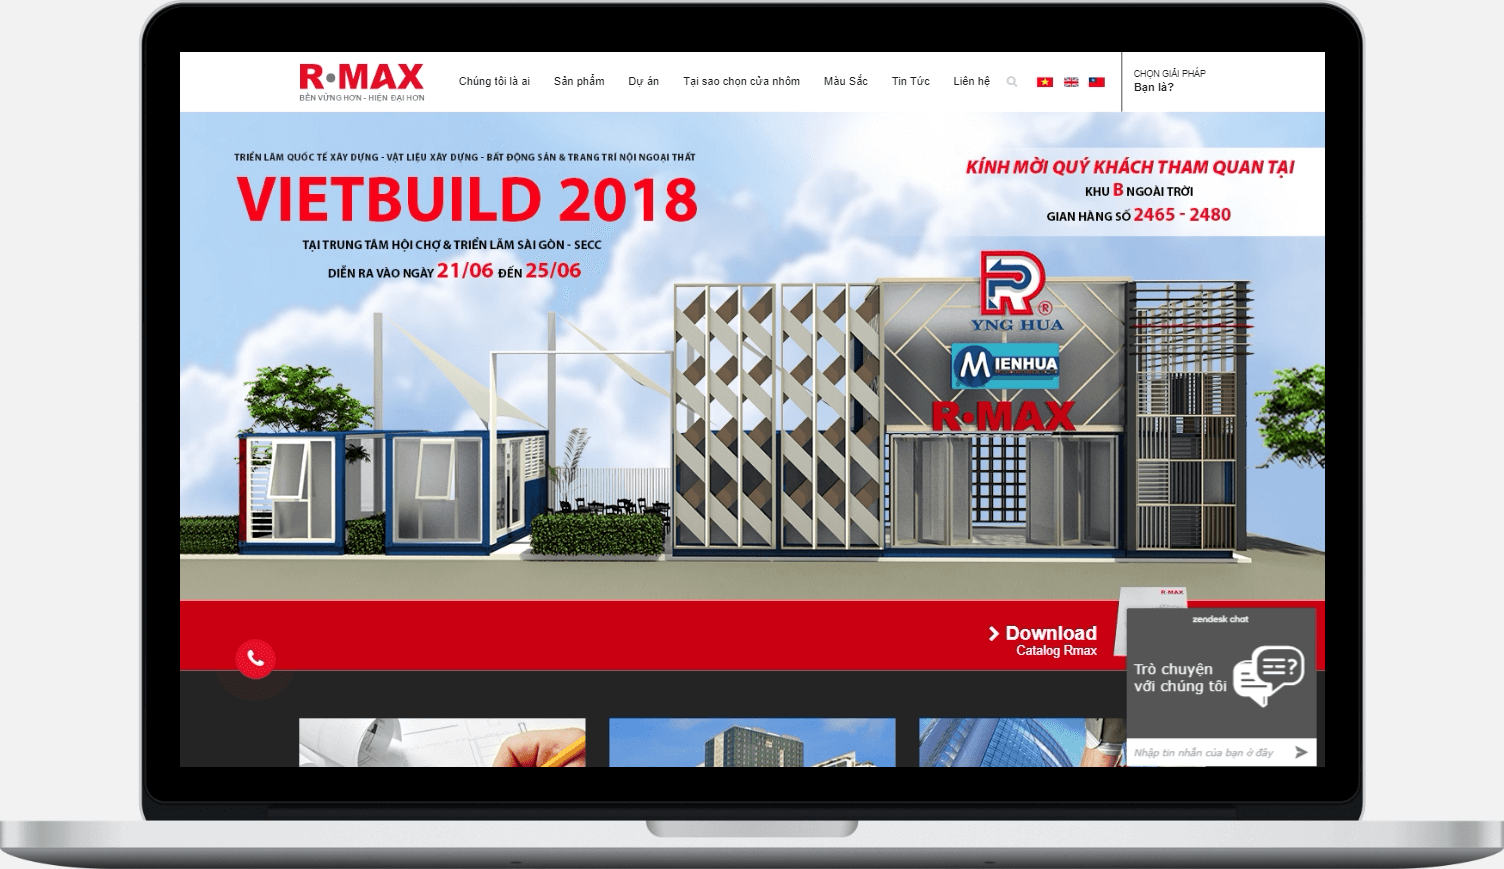 R•MAX
BỀN VỮNG HƠN - HIỆN ĐẠI HƠN
Chúng tôi là ai
Sản phẩm
Dự án
Tại sao chọn cửa nhôm
Màu Sắc
Tin Tức
Liên hệ
CHỌN GIẢI PHÁP
Bạn là?
TRIỂN LÃM QUỐC TẾ XÂY DỰNG - VẬT LIỆU XÂY DỰNG - BẤT ĐỘNG SẢN & TRANG TRÍ NỘI NGOẠI THẤT
VIETBUILD 2018
TẠI TRUNG TÂM HỘI CHỢ & TRIỂN LÃM SÀI GÒN - SECC
DIỄN RA VÀO NGÀY 21/06 ĐẾN 25/06
KÍNH MỜI QUÝ KHÁCH THAM QUAN TẠI
KHU B NGOÀI TRỜI
GIAN HÀNG SỐ 2465 - 2480
R®
YNG HUA
MIENHUA
R•MAX
Download
Catalog Rmax
R•MAX
zendesk chat
Trò chuyện
với chúng tôi
Nhập tin nhắn của bạn ở đây